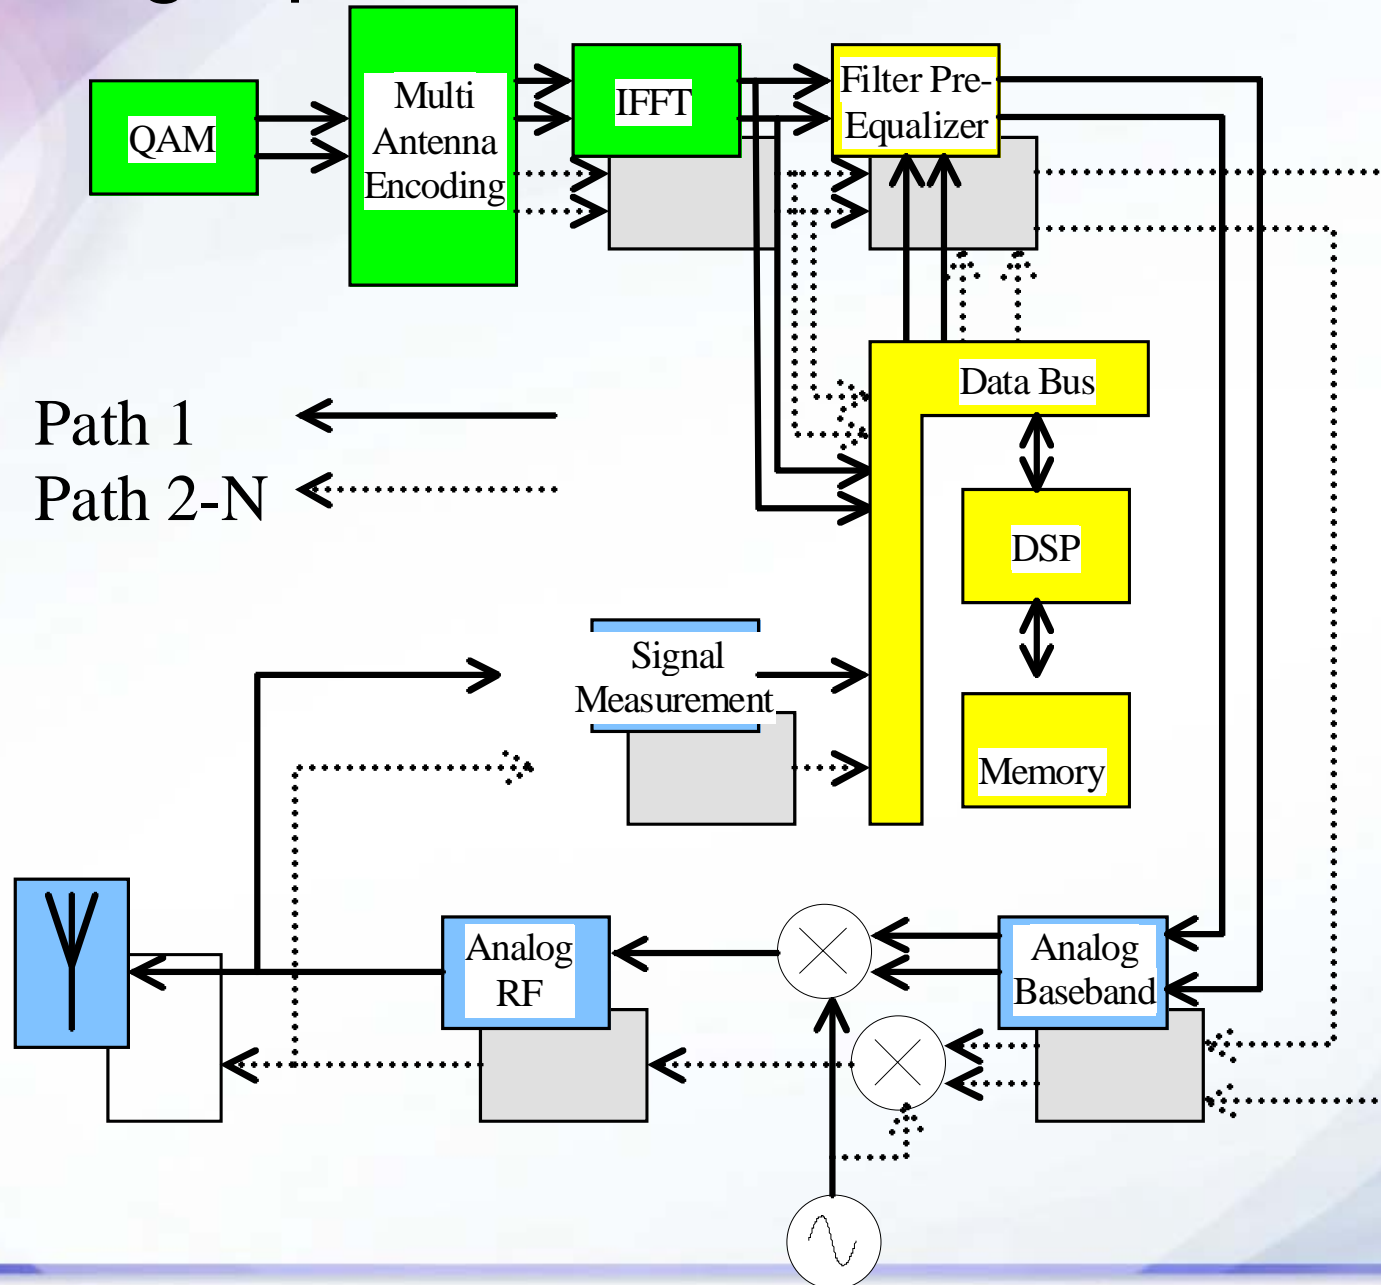 QAM
Multi
Antenna
Encoding
IFFT
Filter Pre-
Equalizer
Data Bus
Path 1
Path 2-N
DSP
Signal
Measurement
Memory
Analog
RF
Analog
Baseband